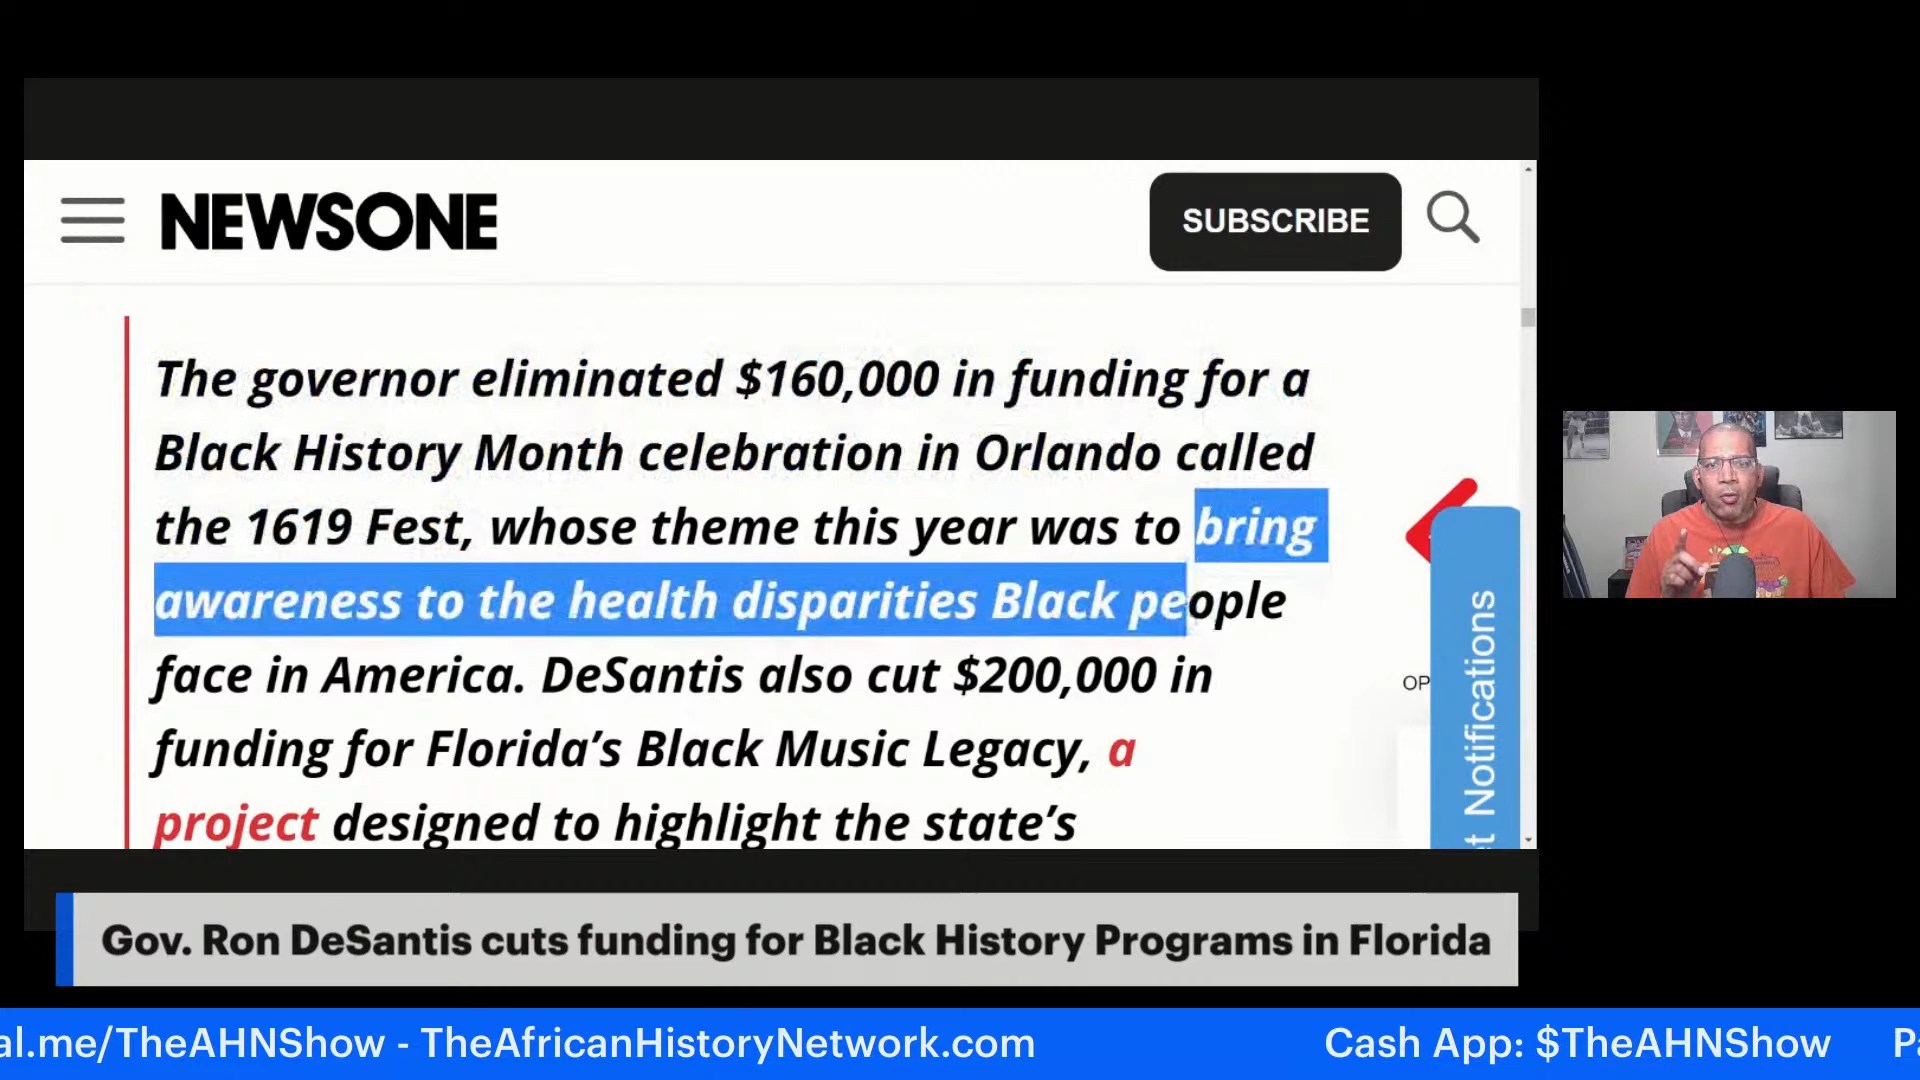 NEWSONE
SUBSCRIBE
The governor eliminated $160,000 in funding for a
Black History Month celebration in Orlando called
the 1619 Fest, whose theme this year was to bring
awareness to the health disparities Black people
face in America. DeSantis also cut $200,000 in
funding for Florida’s Black Music Legacy, a
project designed to highlight the state’s
OP
t Notifications
Gov. Ron DeSantis cuts funding for Black History Programs in Florida
al.me/TheAHNShow - TheAfricanHistoryNetwork.com Cash App: $TheAHNShow Pa